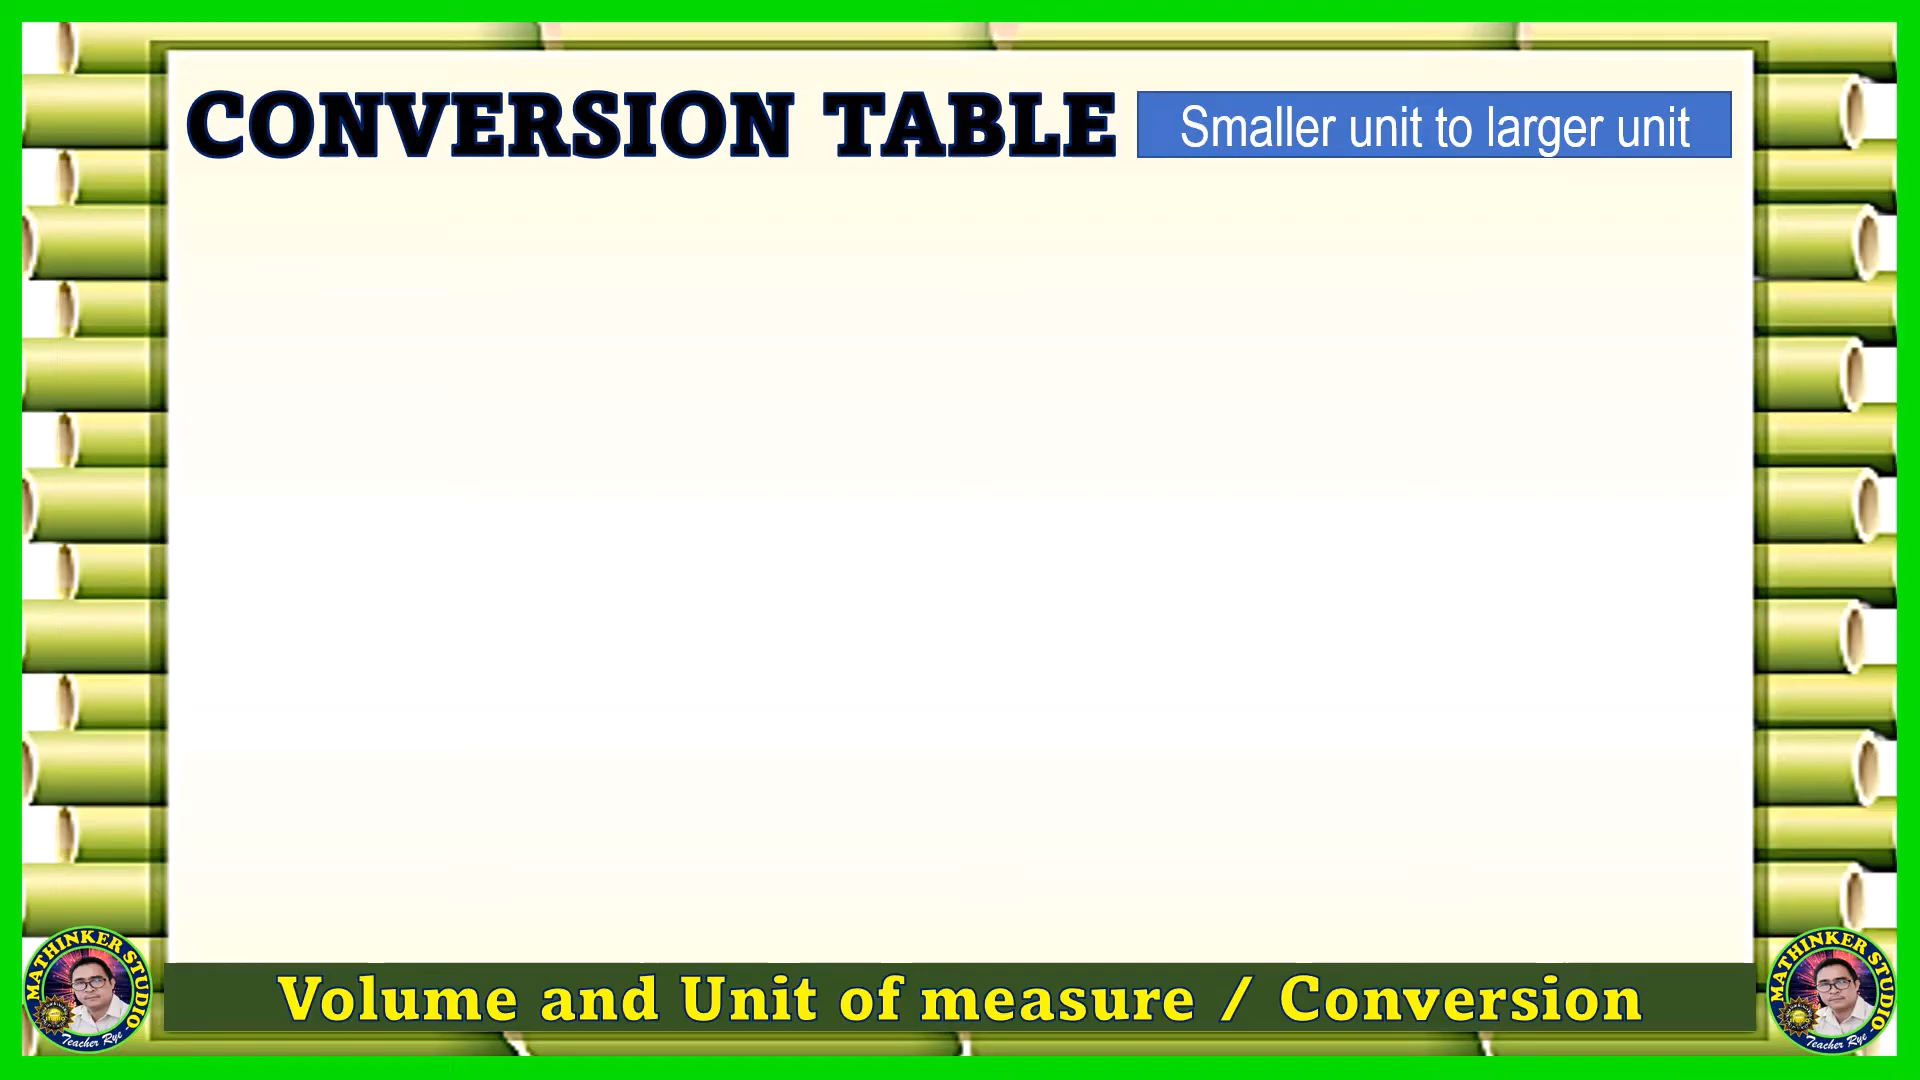 CONVERSION TABLE
Smaller unit to larger unit
Volume and Unit of measure / Conversion
MATHINKER STUDIO
Teacher Rye
MATHINKER STUDIO
Teacher Rye